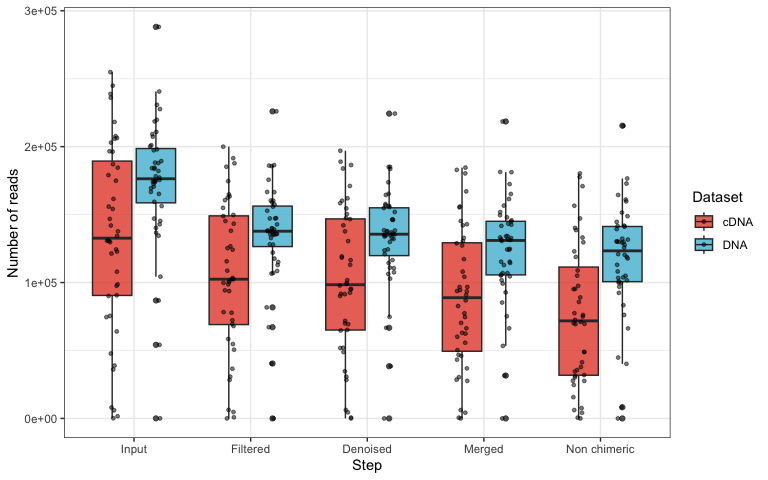 3e+05
2e+05
1e+05
0e+00
Number of reads
Input Filtered Denoised Merged Non chimeric
Step
Dataset
cDNA
DNA